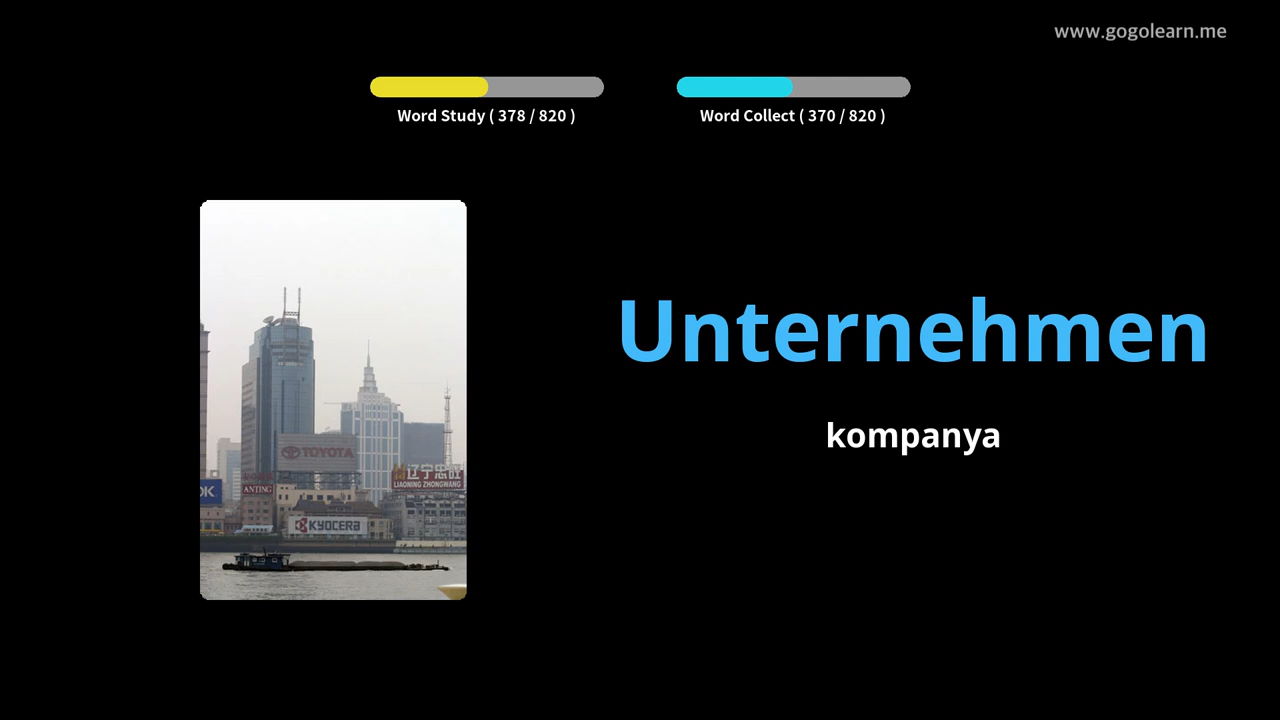 www.gogolearn.me
Word Study ( 378 / 820 )
Word Collect ( 370 / 820 )
Unternehmen
kompanya
TOYOTA
辽宁忠旺
LIAONING ZHONGWANG
OK
ANTING
KYOCERA